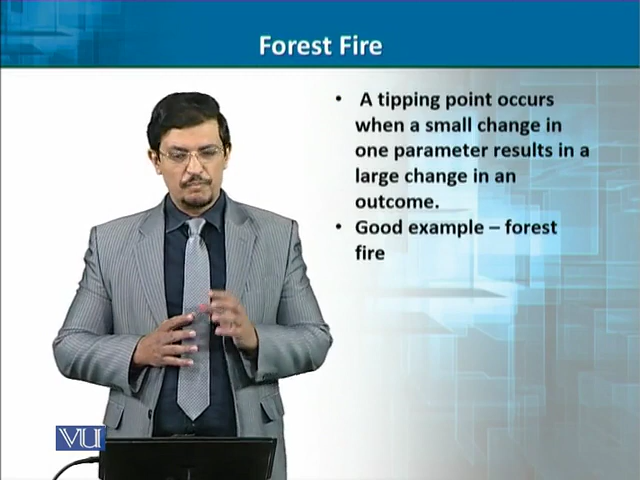 Forest Fire
• A tipping point occurs
when a small change in
one parameter results in a
large change in an
outcome.
• Good example – forest
fire
VU